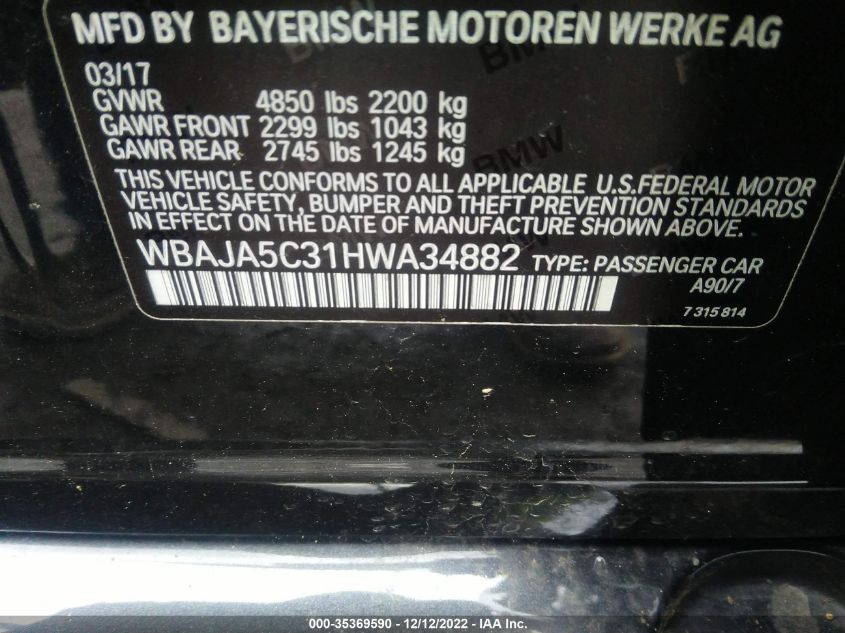 MFD BY BAYERISCHE MOTOREN WERKE AG
03/17
GVWR 4850 lbs 2200 kg
GAWR FRONT 2299 lbs 1043 kg
GAWR REAR 2745 lbs 1245 kg
THIS VEHICLE CONFORMS TO ALL APPLICABLE U.S.FEDERAL MOTOR
VEHICLE SAFETY, BUMPER AND THEFT PREVENTION STANDARDS
IN EFFECT ON THE DATE OF MANUFACTURE SHOWN ABOVE.
WBAJA5C31HWA34882 TYPE: PASSENGER CAR
A90/7
7 315 814
BMW
000-35369590 - 12/12/2022 - IAA Inc.